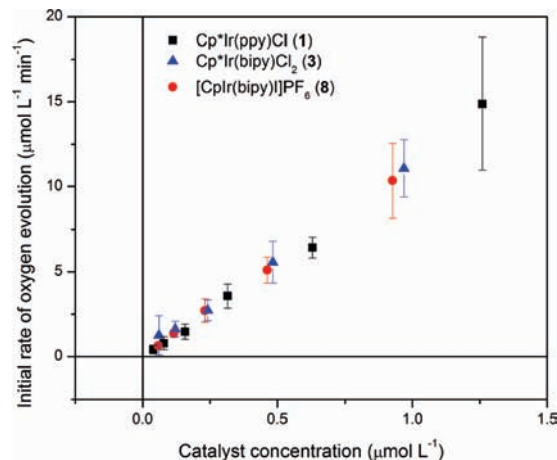 20
15
10
5
0
0.0
0.5
1.0
1.5
Cp*Ir(ppy)Cl (1)
Cp*Ir(bipy)Cl₂ (3)
[CpIr(bipy)I]PF₆ (8)
Initial rate of oxygen evolution (μmol L⁻¹ min⁻¹)
Catalyst concentration (μmol L⁻¹)